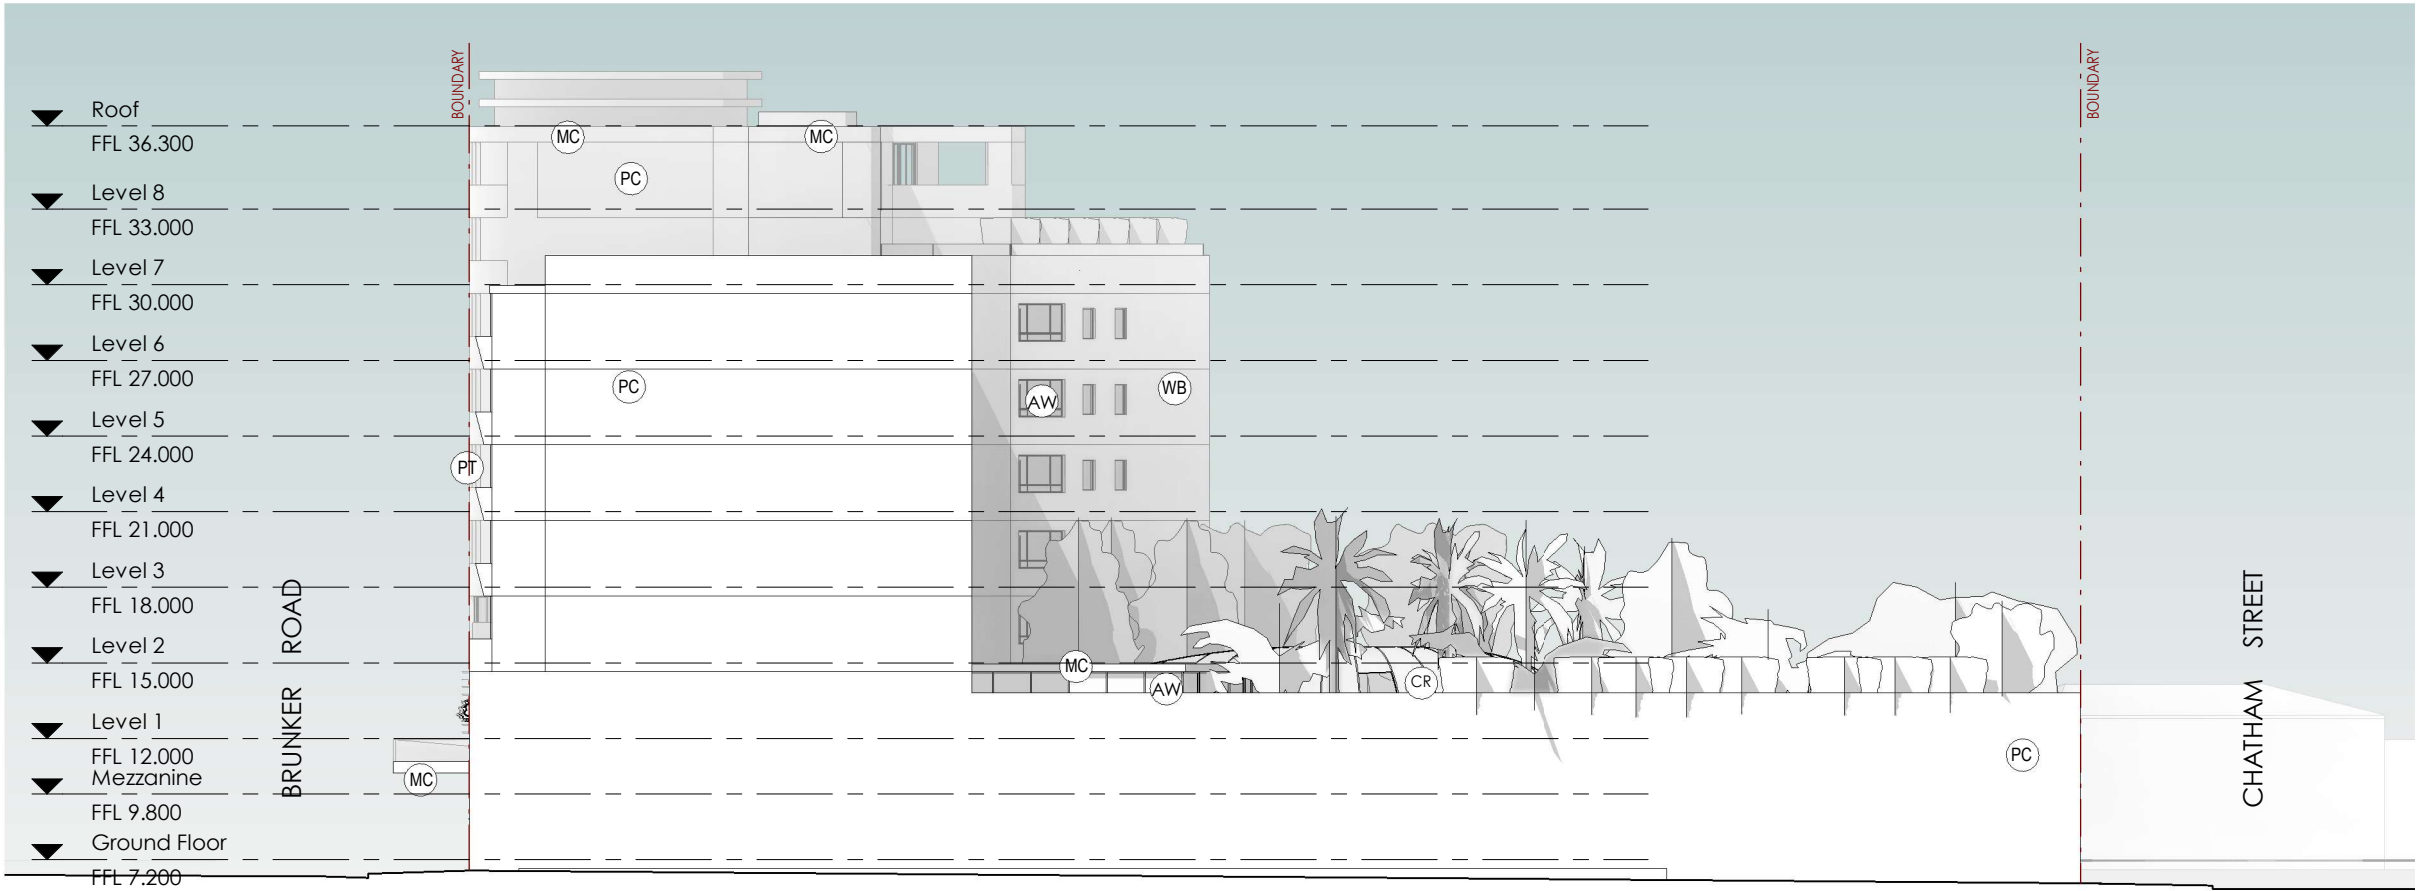 BOUNDARY
BOUNDARY
Roof
FFL 36.300
MC
MC
PC
Level 8
FFL 33.000
Level 7
FFL 30.000
Level 6
FFL 27.000
PC
AW
WB
Level 5
FFL 24.000
PT
Level 4
FFL 21.000
Level 3
FFL 18.000
Level 2
FFL 15.000
MC
AW
CR
Level 1
FFL 12.000
PC
Mezzanine
MC
FFL 9.800
Ground Floor
FFL 7.200
BRUNKER ROAD
CHATHAM STREET